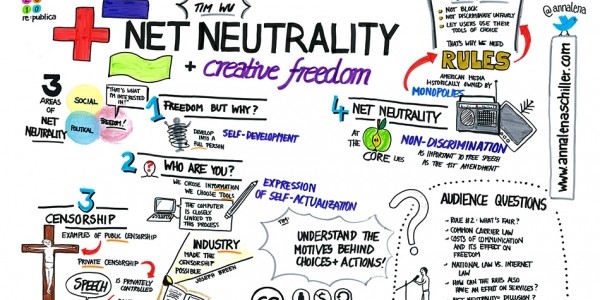 re:publica
TIM WU
NET NEUTRALITY
+ creative freedom
3
AREAS
OF
NET
NEUTRALITY
SOCIAL
POLITICAL
"THAT'S WHAT
I'M INTERESTED
IN"
FREEDOM!
1 FREEDOM BUT WHY?
DEVELOP
INTO A
FULL PERSON
SELF-DEVELOPMENT
2 WHO ARE YOU?
WE CHOOSE INFORMATION
WE CHOOSE TOOLS
THE COMPUTER
IS CLOSELY
LINKED TO
THIS PROCESS
EXPRESSION
OF SELF-ACTUALIZATION
3
CENSORSHIP
EXAMPLES OF PUBLIC CENSORSHIP
PRIVATE CENSORSHIP
SPEECH
IS PRIVATELY
CONTROLLED
INDUSTRY
MADE THE
CENSORSHIP
POSSIBLE
JOSEPH BREEN
TIM:
UNDERSTAND THE
MOTIVES BEHIND
CHOICES + ACTIONS!
NOT BLOCK
NOT DISCRIMINATE UNFAIRLY
LET USERS USE THEIR
TOOLS OF CHOICE
THAT'S WHY WE NEED
RULES
AMERICAN MEDIA
HISTORICALLY OWNED BY
MONOPOLIES
4 NET NEUTRALITY
AT THE
CORE LIES
NON-DISCRIMINATION
AS IMPORTANT TO FREE SPEECH
AS THE 1ST AMENDMENT
AUDIENCE QUESTIONS
- RULE #2: WHAT'S FAIR?
- COMMON CARRIER LAW
- COSTS OF COMMUNICATION
AND ITS EFFECT ON
FREEDOM
- NATIONAL LAW VS. INTERNET
LAW
- HOW CAN THE RULES ALSO
HAVE AN EFFECT ON SERVICES?
@annalena
www.annalenaschiller.com